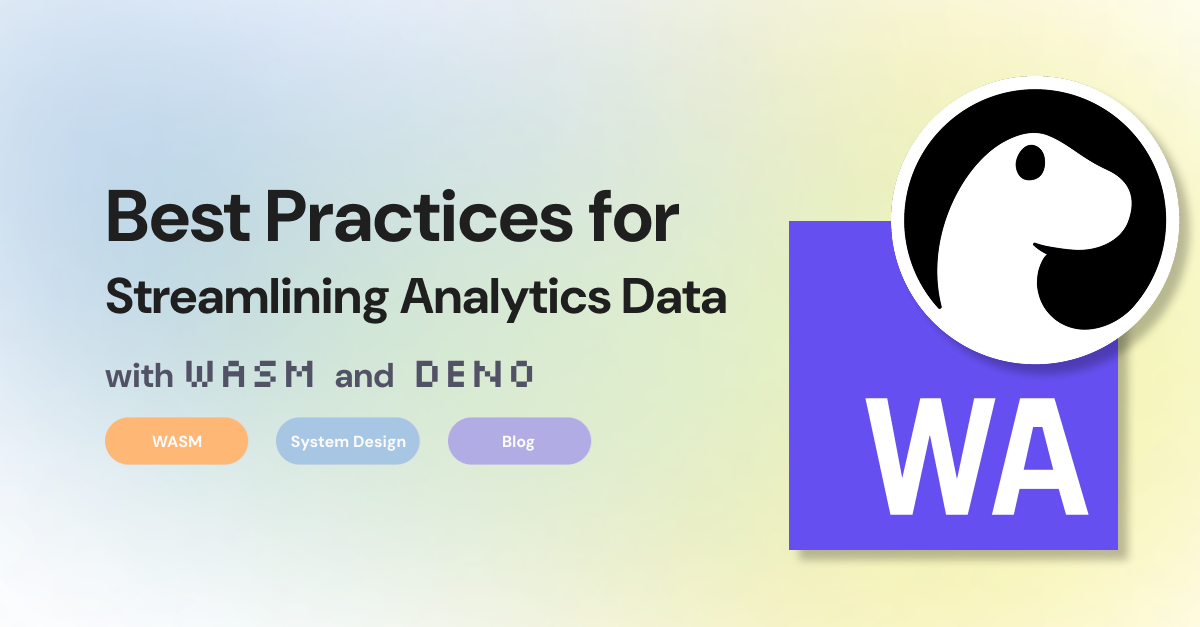 Best Practices for
Streamlining Analytics Data
with WASM and DENO
WASM
System Design
Blog
WA